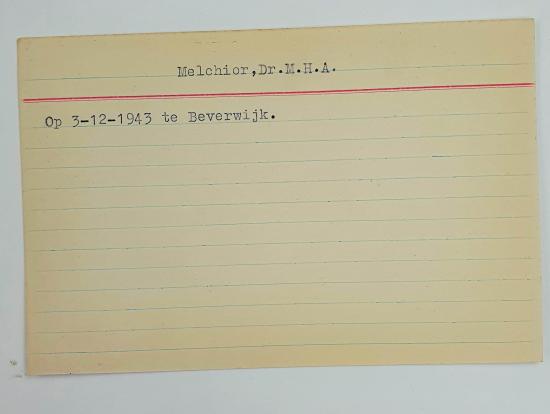 Melchior,Dr.M.H.A.
Op 3-12-1943 te Beverwijk.